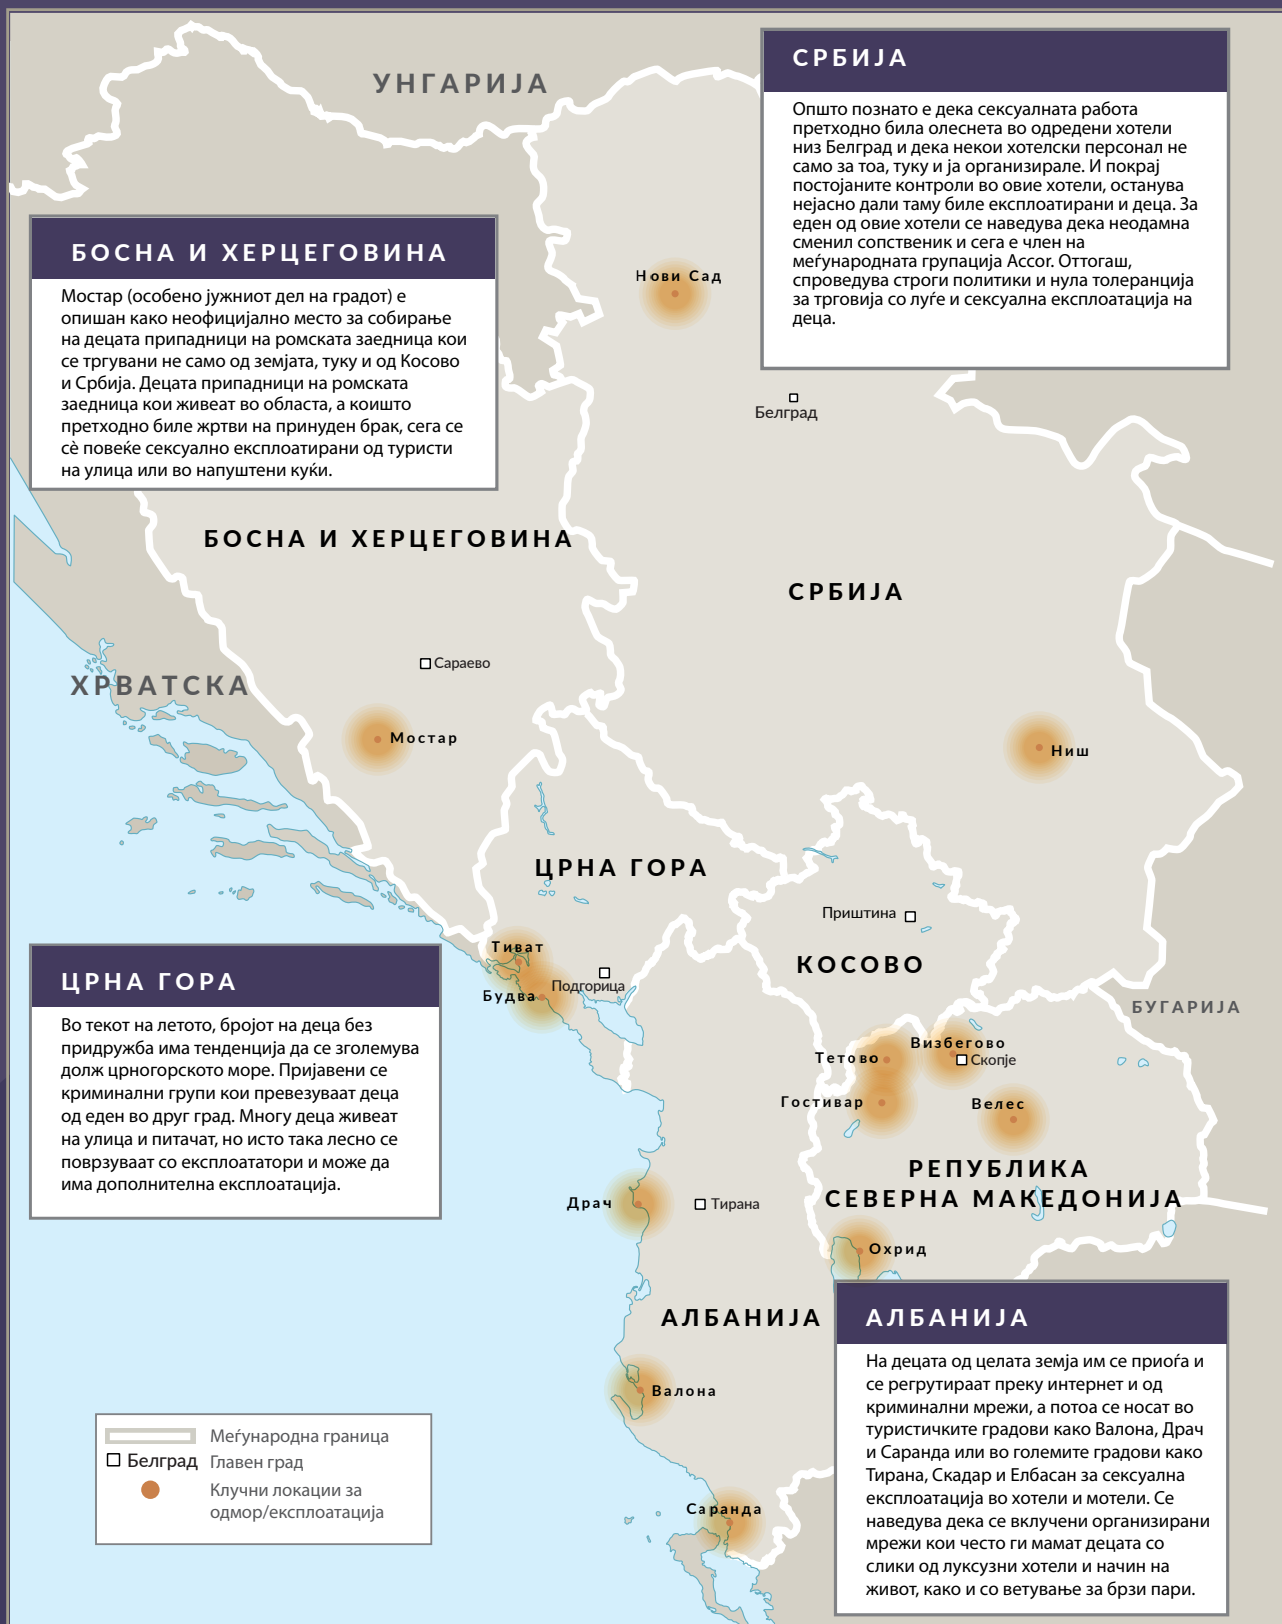 УНГАРИЈА
СРБИЈА
Општо познато е дека сексуалната работа
претходно била олеснета во одредени хотели
низ Белград и дека некои хотелски персонал не
само за тоа, туку и ја организирале. И покрај
постојаните контроли во овие хотели, останува
нејасно дали таму биле експлоатирани и деца. За
еден од овие хотели се наведува дека неодамна
сменил сопственик и сега е член на
меѓународната групација Accor. Оттогаш,
спроведува строги политики и нула толеранција
за трговија со луѓе и сексуална експлоатација на
деца.
БОСНА И ХЕРЦЕГОВИНА
Мостар (особено јужниот дел на градот) е
опишан како неофицијално место за собирање
на децата припадници на ромската заедница кои
се тргувани не само од земјата, туку и од Косово
и Србија. Децата припадници на ромската
заедница кои живеат во областа, а коишто
претходно биле жртви на принуден брак, сега се
сѐ повеќе сексуално експлоатирани од туристи
на улица или во напуштени куќи.
Нови Сад
Белград
БОСНА И ХЕРЦЕГОВИНА
СРБИЈА
Сараево
ХРВАТСКА
Мостар
Ниш
ЦРНА ГОРА
Приштина
КОСОВО
Тиват
Будва
Подгорица
ЦРНА ГОРА
Во текот на летото, бројот на деца без
придружба има тенденција да се зголемува
долж црногорското море. Пријавени се
криминални групи кои превезуваат деца
од еден во друг град. Многу деца живеат
на улица и питачат, но исто така лесно се
поврзуваат со експлоататори и може да
има дополнителна експлоатација.
БУГАРИЈА
Визбегово
Тетово
Скопје
Гостивар
Велес
РЕПУБЛИКА
СЕВЕРНА МАКЕДОНИЈА
Драч
Тирана
Охрид
АЛБАНИЈА
Валона
Саранда
АЛБАНИЈА
На децата од целата земја им се приоѓа и
се регрутираат преку интернет и од
криминални мрежи, а потоа се носат во
туристичките градови како Валона, Драч
и Саранда или во големите градови како
Тирана, Скадар и Елбасан за сексуална
експлоатација во хотели и мотели. Се
наведува дека се вклучени организирани
мрежи кои често ги мамат децата со
слики од луксузни хотели и начин на
живот, како и со ветување за брзи пари.
Меѓународна граница
Белград Главен град
Клучни локации за
одмор/експлоатација